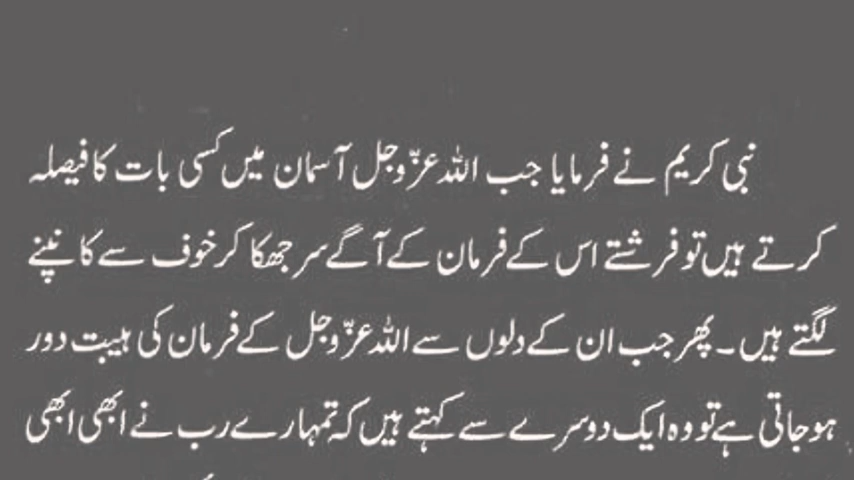 نبی کریم نے فرمایا جب اللہ عزّوجل آسمان میں کسی بات کا فیصلہ
کرتے ہیں تو فرشتے اس کے فرمان کے آگے سر جھکا کر خوف سے کانپنے
لگتے ہیں۔ پھر جب ان کے دلوں سے اللہ عزّوجل کے فرمان کی ہیبت دور
ہوجاتی ہے تو وہ ایک دوسرے سے کہتے ہیں کہ تمہارے رب نے ابھی ابھی